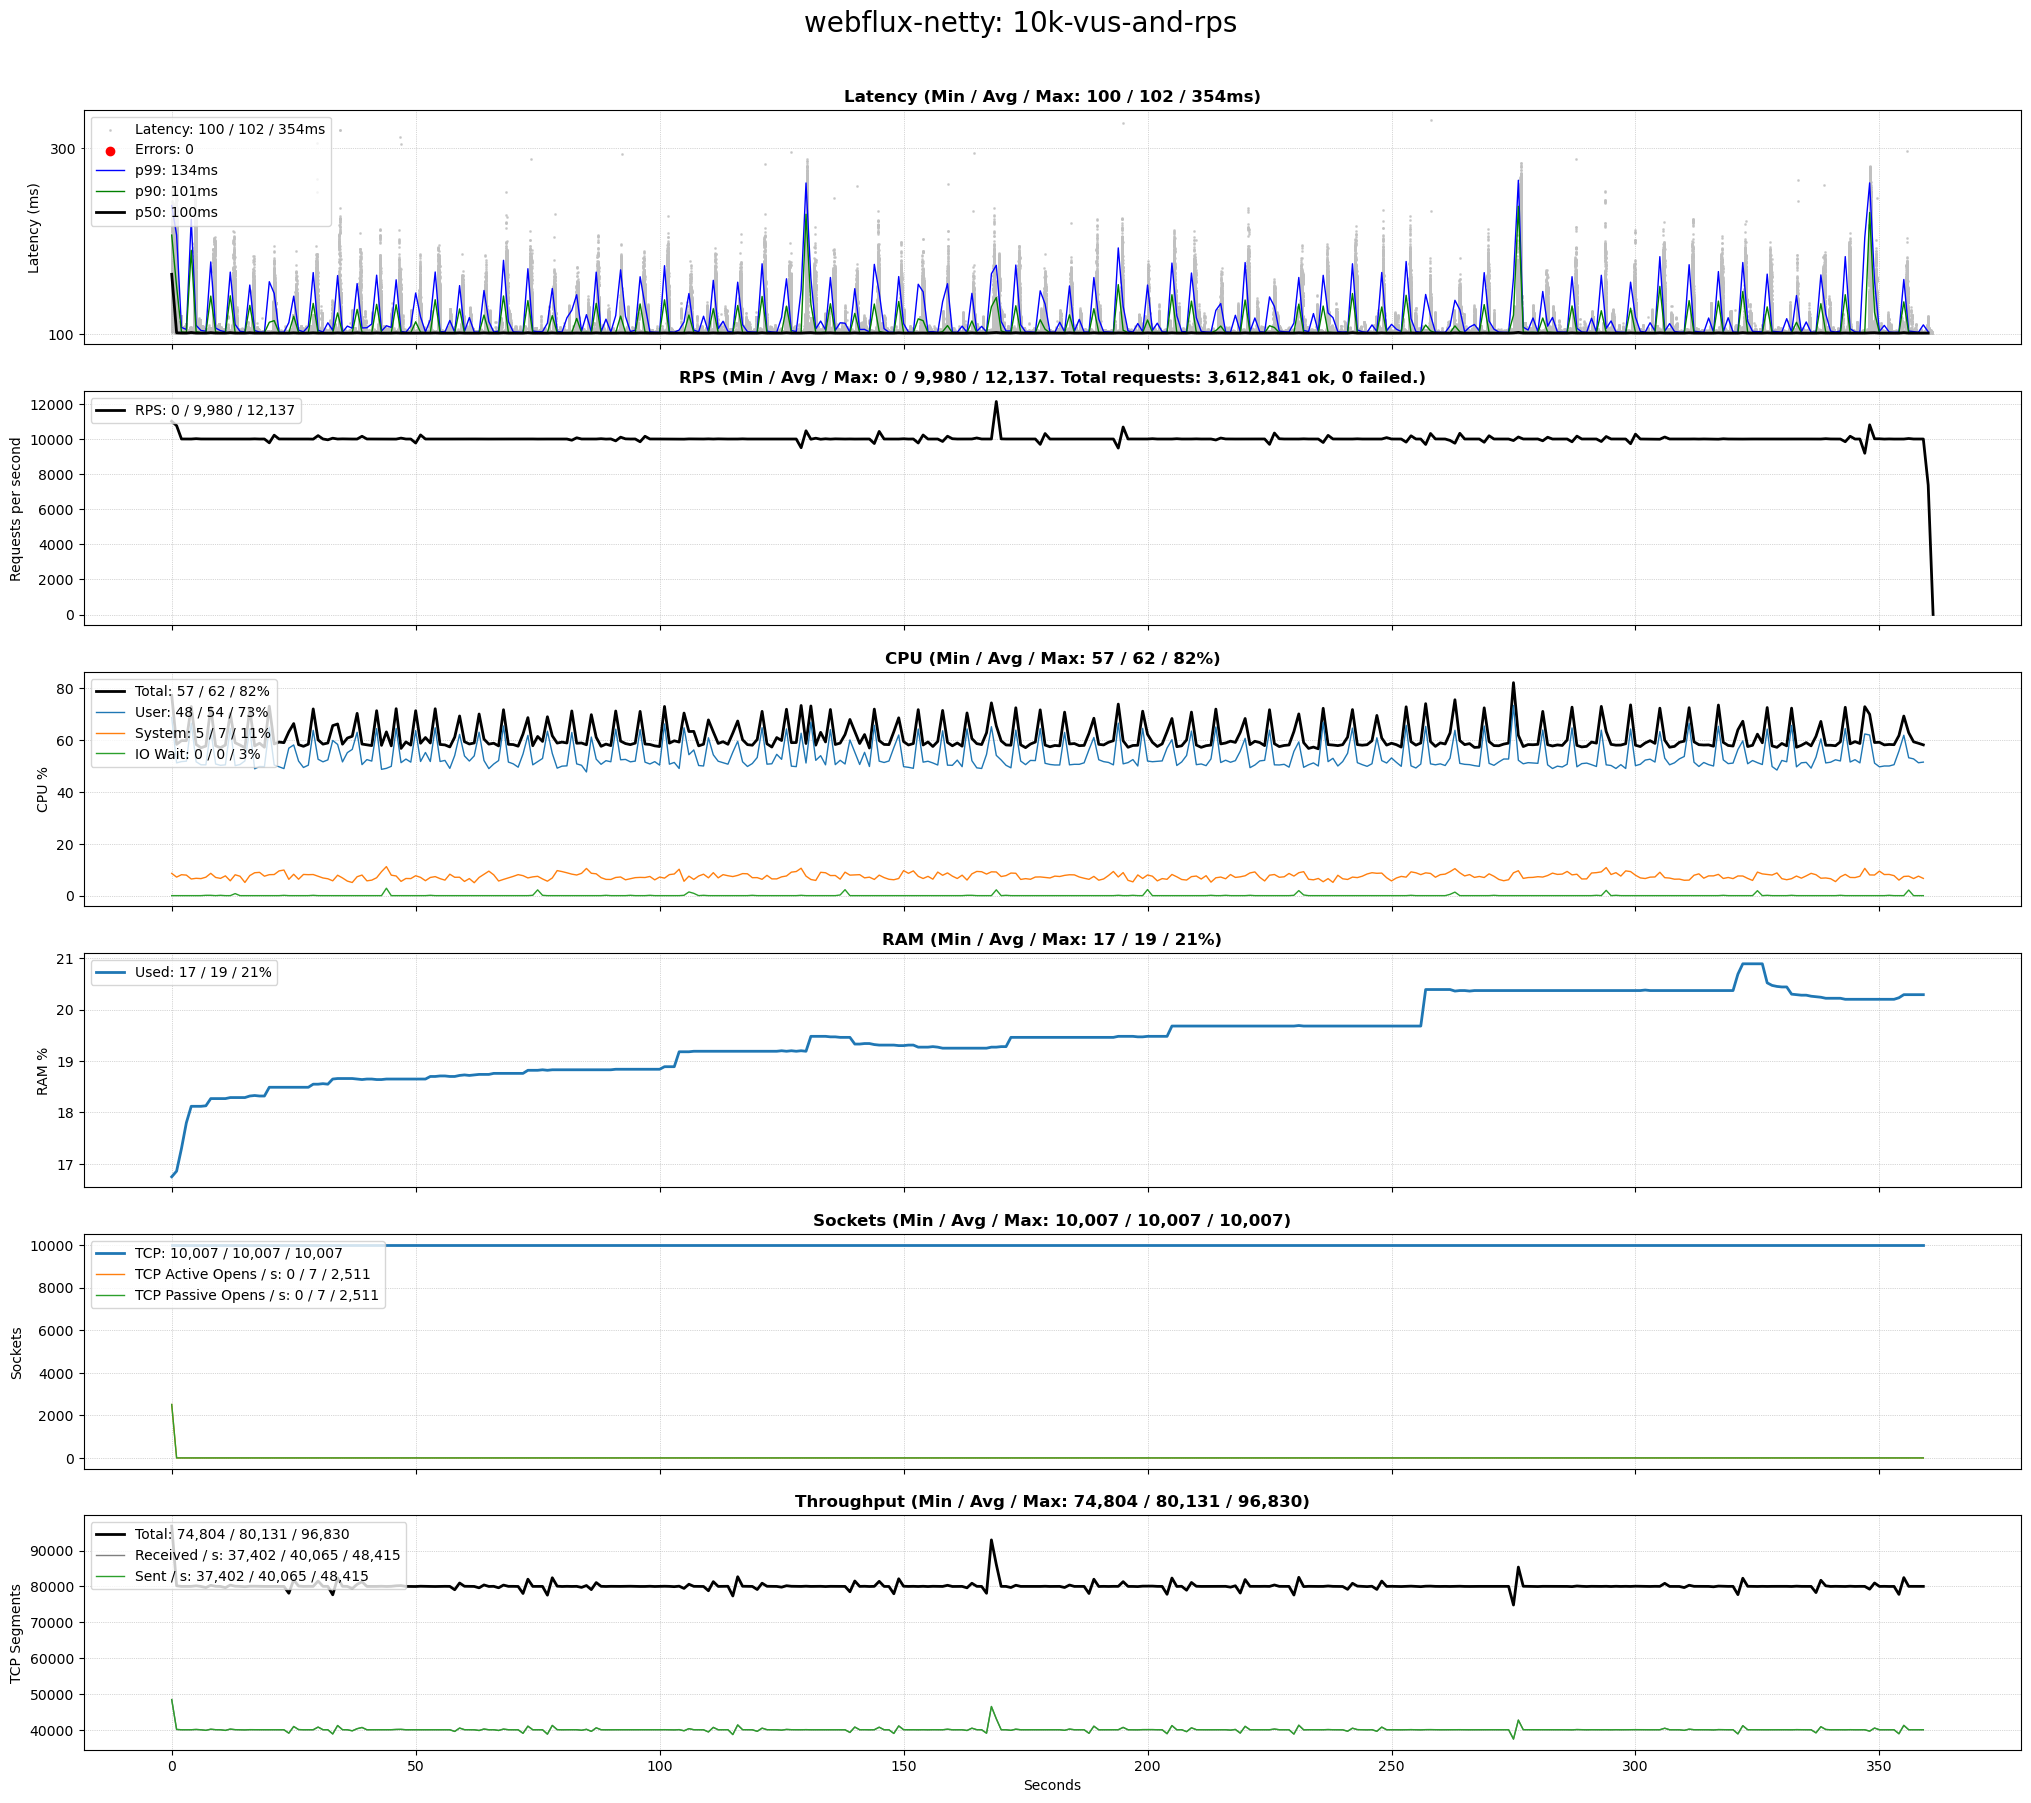 webflux-netty: 10k-vus-and-rps
Latency (Min / Avg / Max: 100 / 102 / 354ms)
Latency (ms)
300
100
Latency: 100 / 102 / 354ms
Errors: 0
p99: 134ms
p90: 101ms
p50: 100ms
RPS (Min / Avg / Max: 0 / 9,980 / 12,137. Total requests: 3,612,841 ok, 0 failed.)
Requests per second
12000
10000
8000
6000
4000
2000
0
RPS: 0 / 9,980 / 12,137
CPU (Min / Avg / Max: 57 / 62 / 82%)
CPU %
80
60
40
20
0
Total: 57 / 62 / 82%
User: 48 / 54 / 73%
System: 5 / 7 / 11%
IO Wait: 0 / 0 / 3%
RAM (Min / Avg / Max: 17 / 19 / 21%)
RAM %
21
20
19
18
17
Used: 17 / 19 / 21%
Sockets (Min / Avg / Max: 10,007 / 10,007 / 10,007)
Sockets
10000
8000
6000
4000
2000
0
TCP: 10,007 / 10,007 / 10,007
TCP Active Opens / s: 0 / 7 / 2,511
TCP Passive Opens / s: 0 / 7 / 2,511
Throughput (Min / Avg / Max: 74,804 / 80,131 / 96,830)
TCP Segments
90000
80000
70000
60000
50000
40000
Total: 74,804 / 80,131 / 96,830
Received / s: 37,402 / 40,065 / 48,415
Sent / s: 37,402 / 40,065 / 48,415
0 50 100 150 200 250 300 350
Seconds